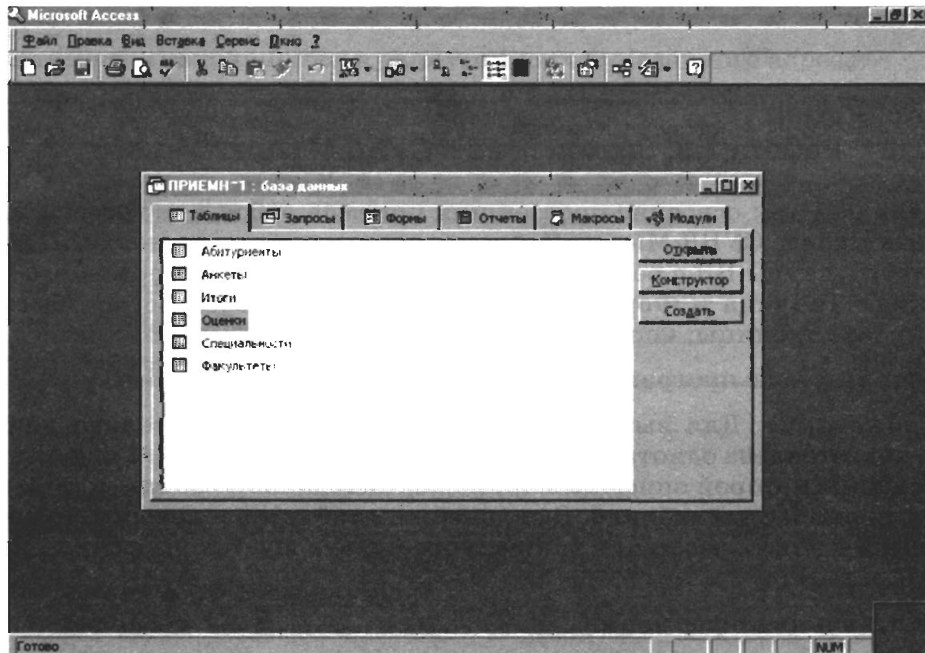 Microsoft Access
Файл Правка Вид Вставка Сервис Окно ?
ПРИЕМН~1 : база данных
Таблицы Запросы Формы Отчеты Макросы Модули
Абитуриенты
Анкеты
Итоги
Оценки
Специальности
Факультеты
Открыть
Конструктор
Создать
Готово
NUM